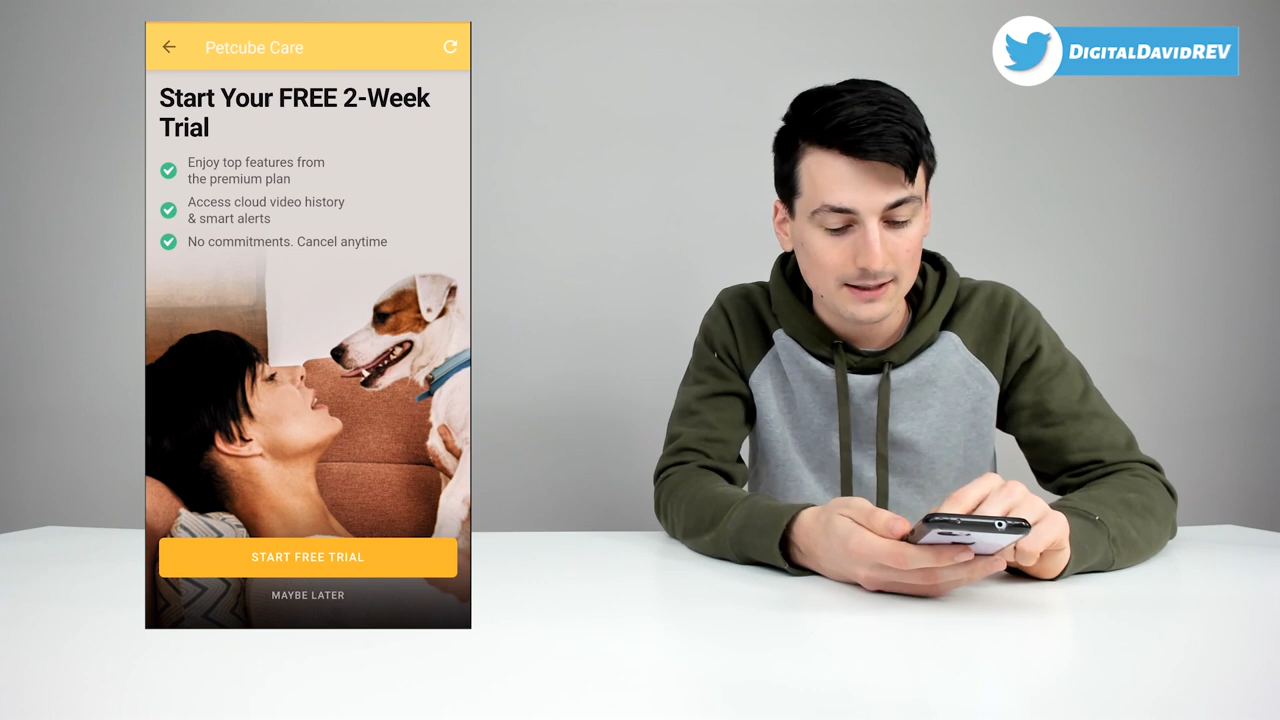 Petcube Care
Start Your FREE 2-Week
Trial
Enjoy top features from
the premium plan
Access cloud video history
& smart alerts
No commitments. Cancel anytime
START FREE TRIAL
MAYBE LATER
DIGITALDAVIDREV